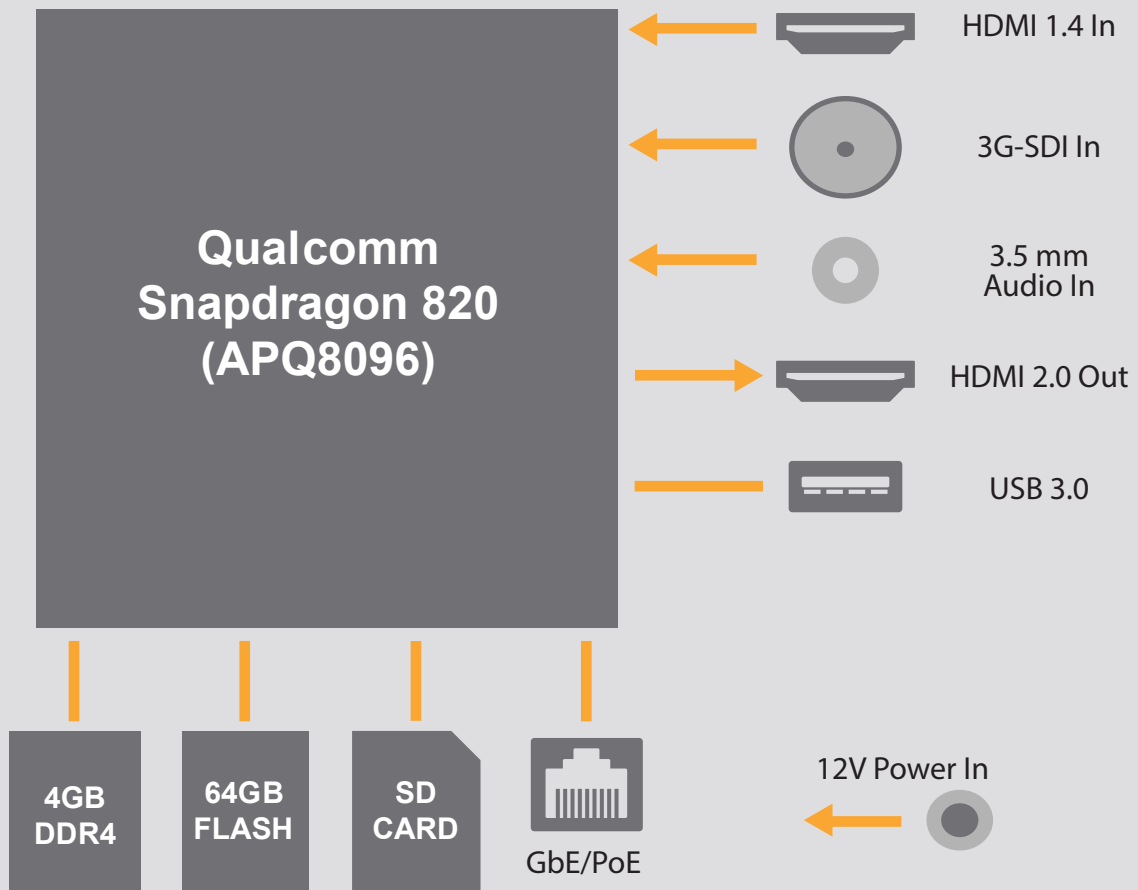 Qualcomm
Snapdragon 820
(APQ8096)
HDMI 1.4 In
3G-SDI In
3.5 mm
Audio In
HDMI 2.0 Out
USB 3.0
4GB
DDR4
64GB
FLASH
SD
CARD
GbE/PoE
12V Power In